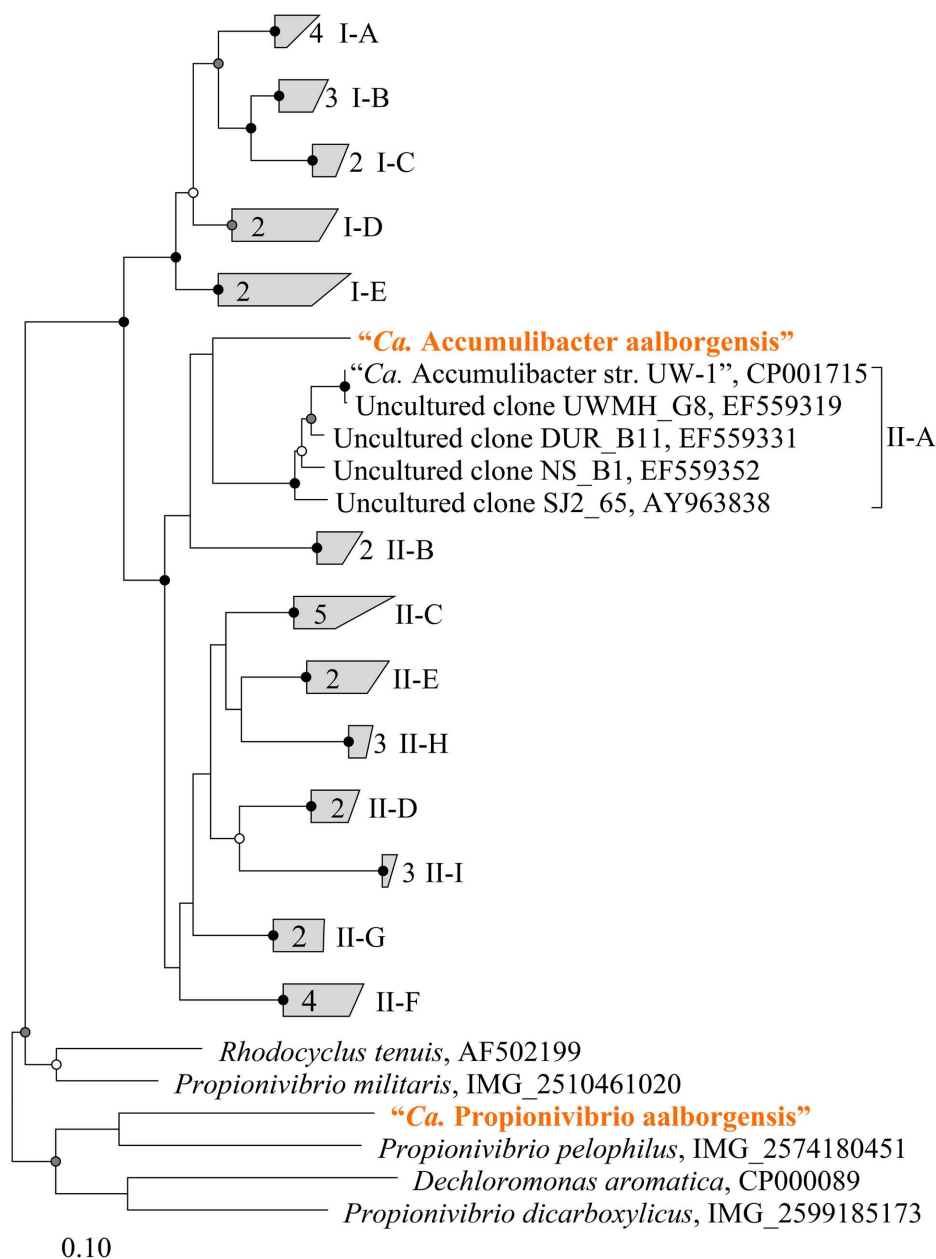 4 I-A
3 I-B
2 I-C
2 I-D
2 I-E
“Ca. Accumulibacter aalborgensis”
“Ca. Accumulibacter str. UW-1”, CP001715
Uncultured clone UWMH_G8, EF559319
Uncultured clone DUR_B11, EF559331
II-A
Uncultured clone NS_B1, EF559352
Uncultured clone SJ2_65, AY963838
2 II-B
5 II-C
2 II-E
3 II-H
2 II-D
3 II-I
2 II-G
4 II-F
Rhodocyclus tenuis, AF502199
Propionivibrio militaris, IMG_2510461020
“Ca. Propionivibrio aalborgensis”
Propionivibrio pelophilus, IMG_2574180451
Dechloromonas aromatica, CP000089
Propionivibrio dicarboxylicus, IMG_2599185173
0.10